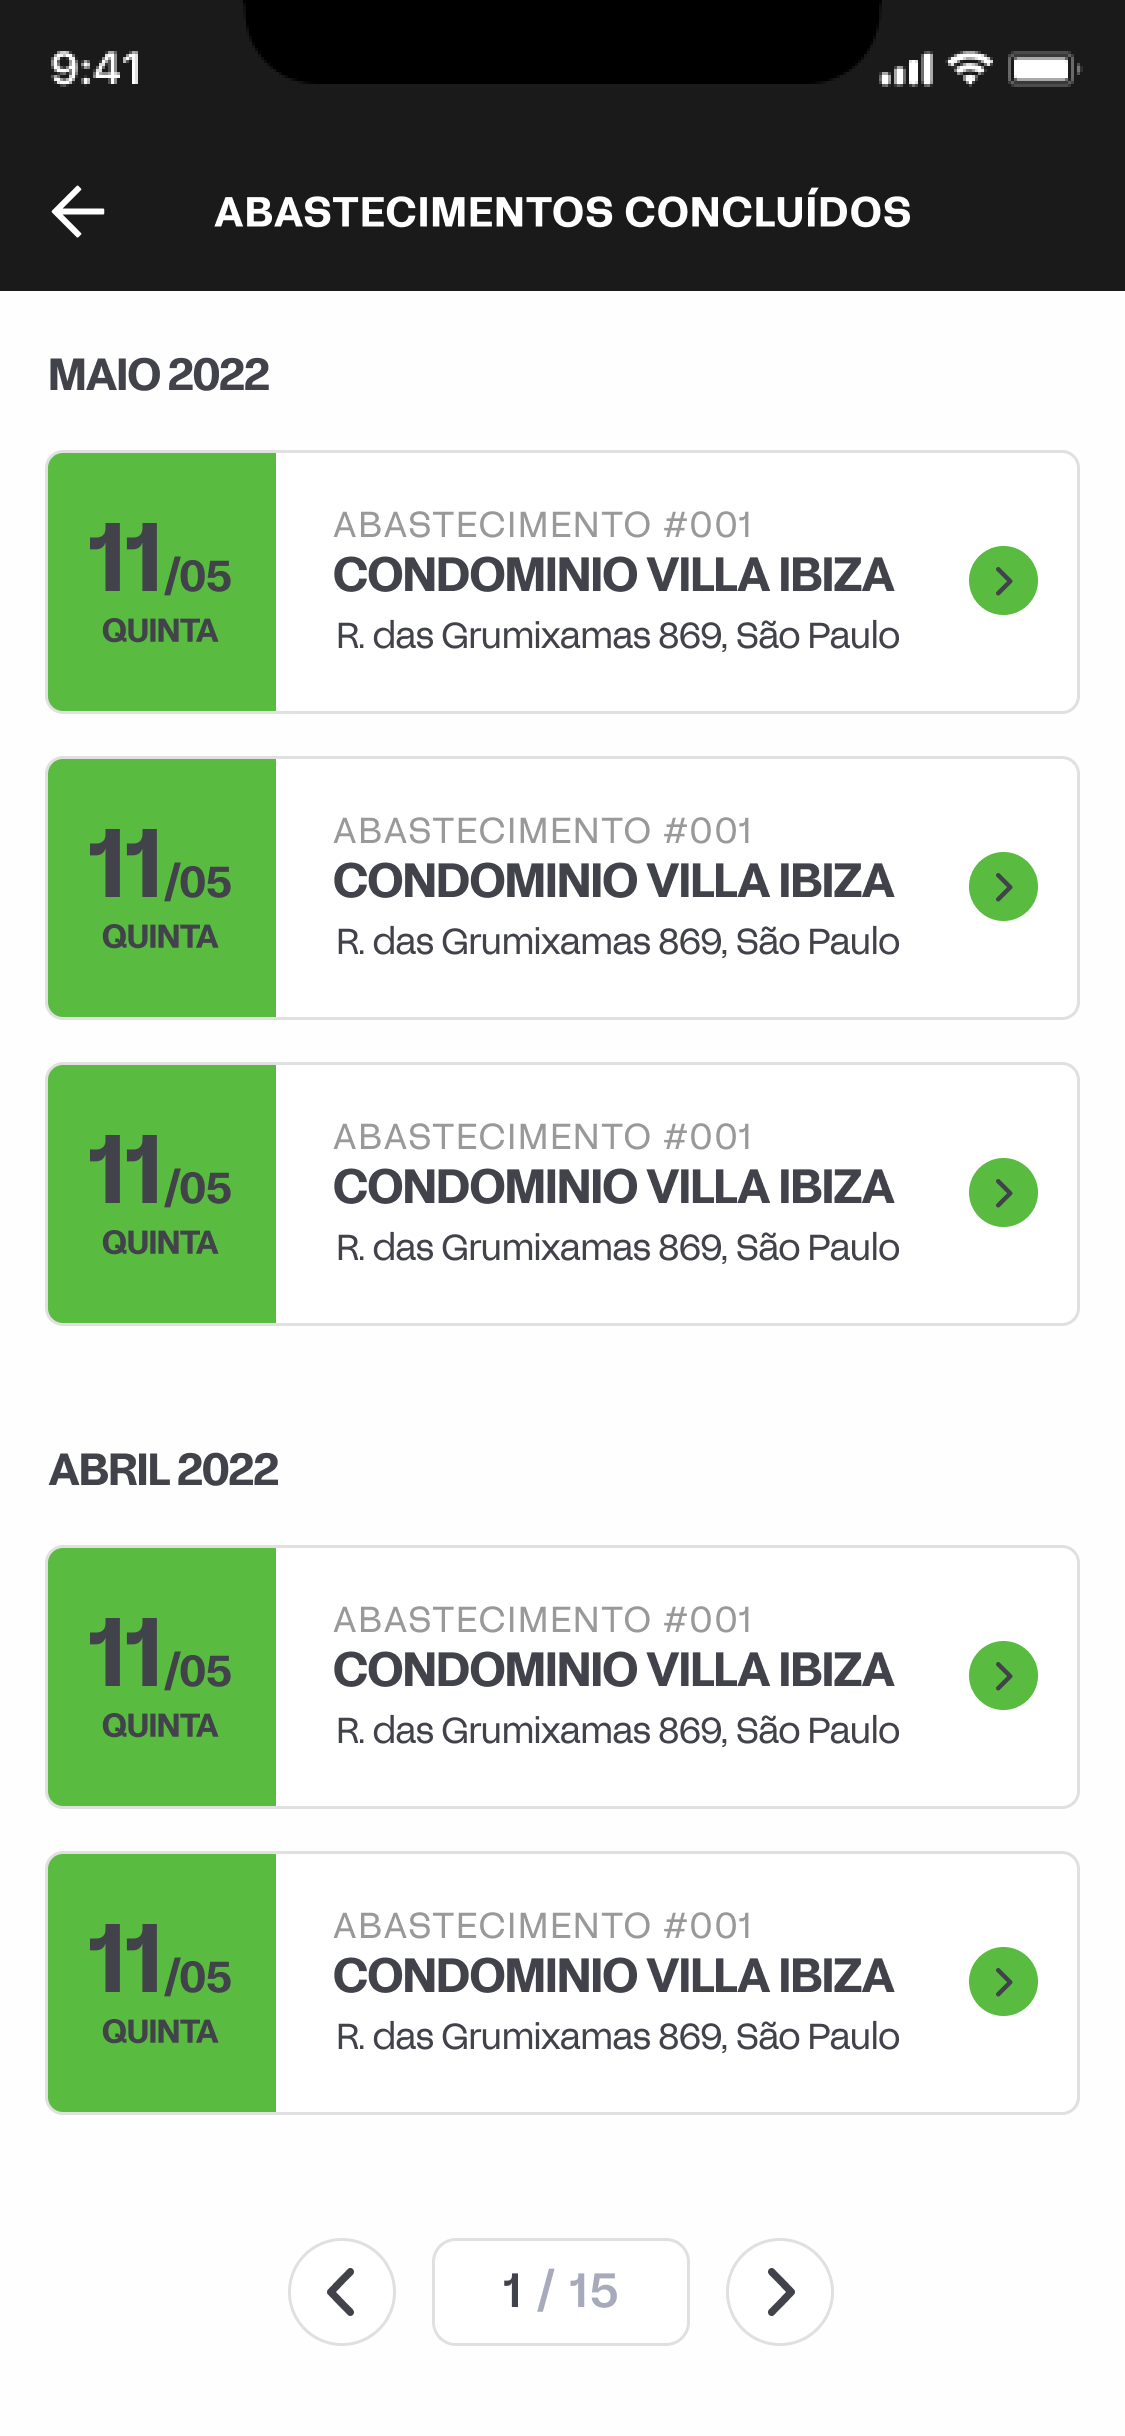 9:41
ABASTECIMENTOS CONCLUÍDOS
MAIO 2022
11/05
QUINTA
ABASTECIMENTO #001
CONDOMINIO VILLA IBIZA
R. das Grumixamas 869, São Paulo
11/05
QUINTA
ABASTECIMENTO #001
CONDOMINIO VILLA IBIZA
R. das Grumixamas 869, São Paulo
11/05
QUINTA
ABASTECIMENTO #001
CONDOMINIO VILLA IBIZA
R. das Grumixamas 869, São Paulo
ABRIL 2022
11/05
QUINTA
ABASTECIMENTO #001
CONDOMINIO VILLA IBIZA
R. das Grumixamas 869, São Paulo
11/05
QUINTA
ABASTECIMENTO #001
CONDOMINIO VILLA IBIZA
R. das Grumixamas 869, São Paulo
1 / 15